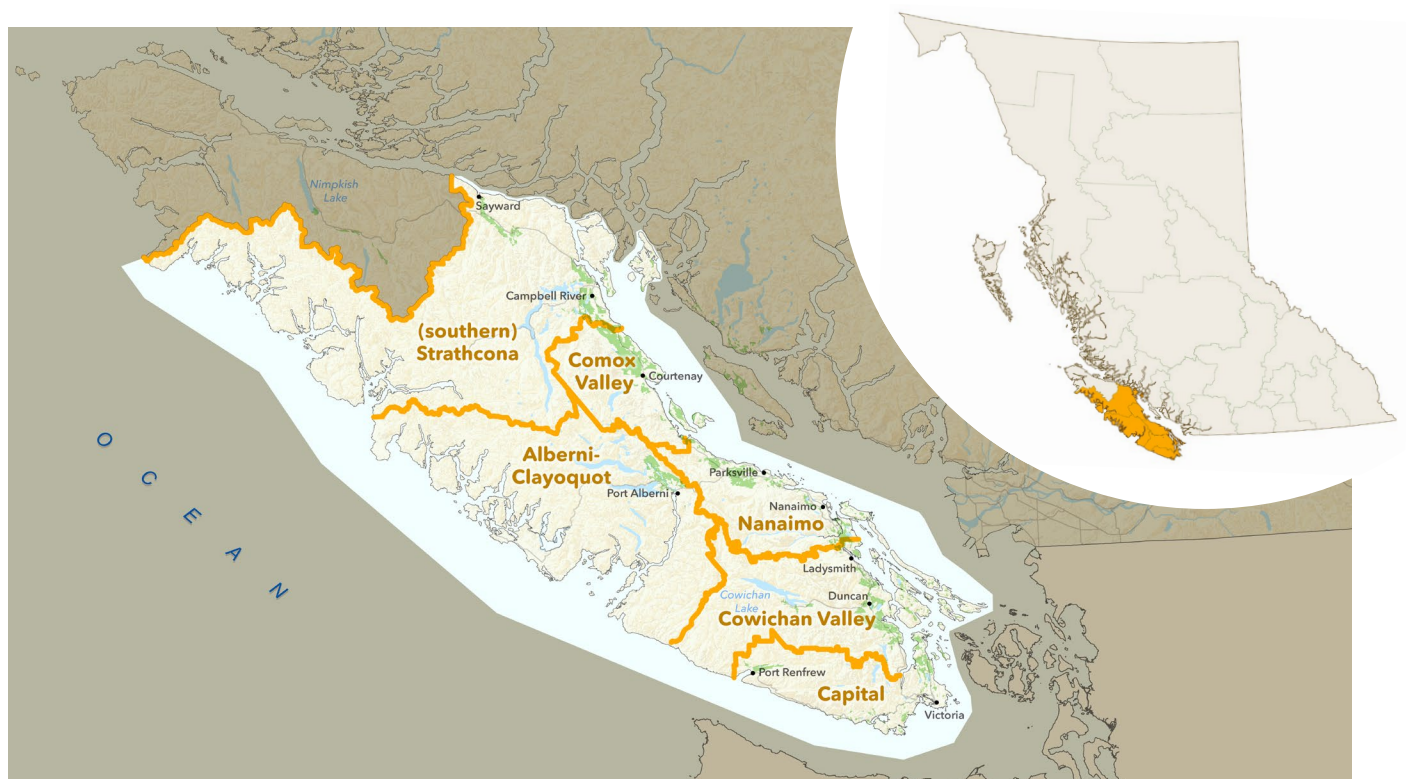 Nimpkish
Lake
Sayward
Campbell River
(southern)
Strathcona
Comox
Valley
Courtenay
OCEAN
Alberni-
Clayoquot
Parksville
Port Alberni
Nanaimo
Nanaimo
Ladysmith
Cowichan
Lake
Duncan
Cowichan Valley
Port Renfrew
Capital
Victoria